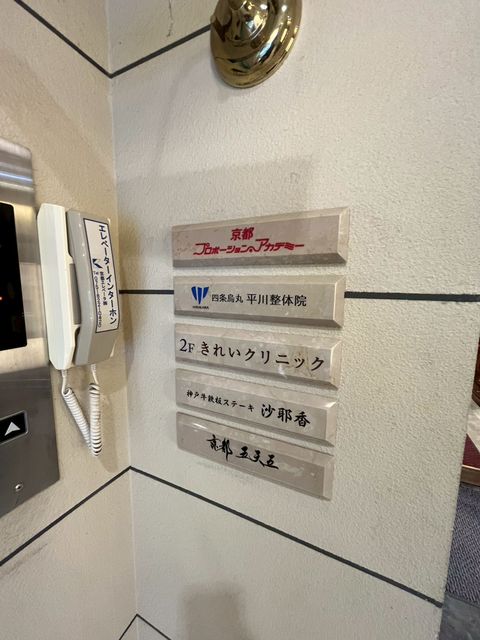 京都
プロポーションアカデミー
四条烏丸 平川整体院
2F きれいクリニック
神戸牛鉄板ステーキ 沙耶香
京都 五天五
エレベーターインターホン